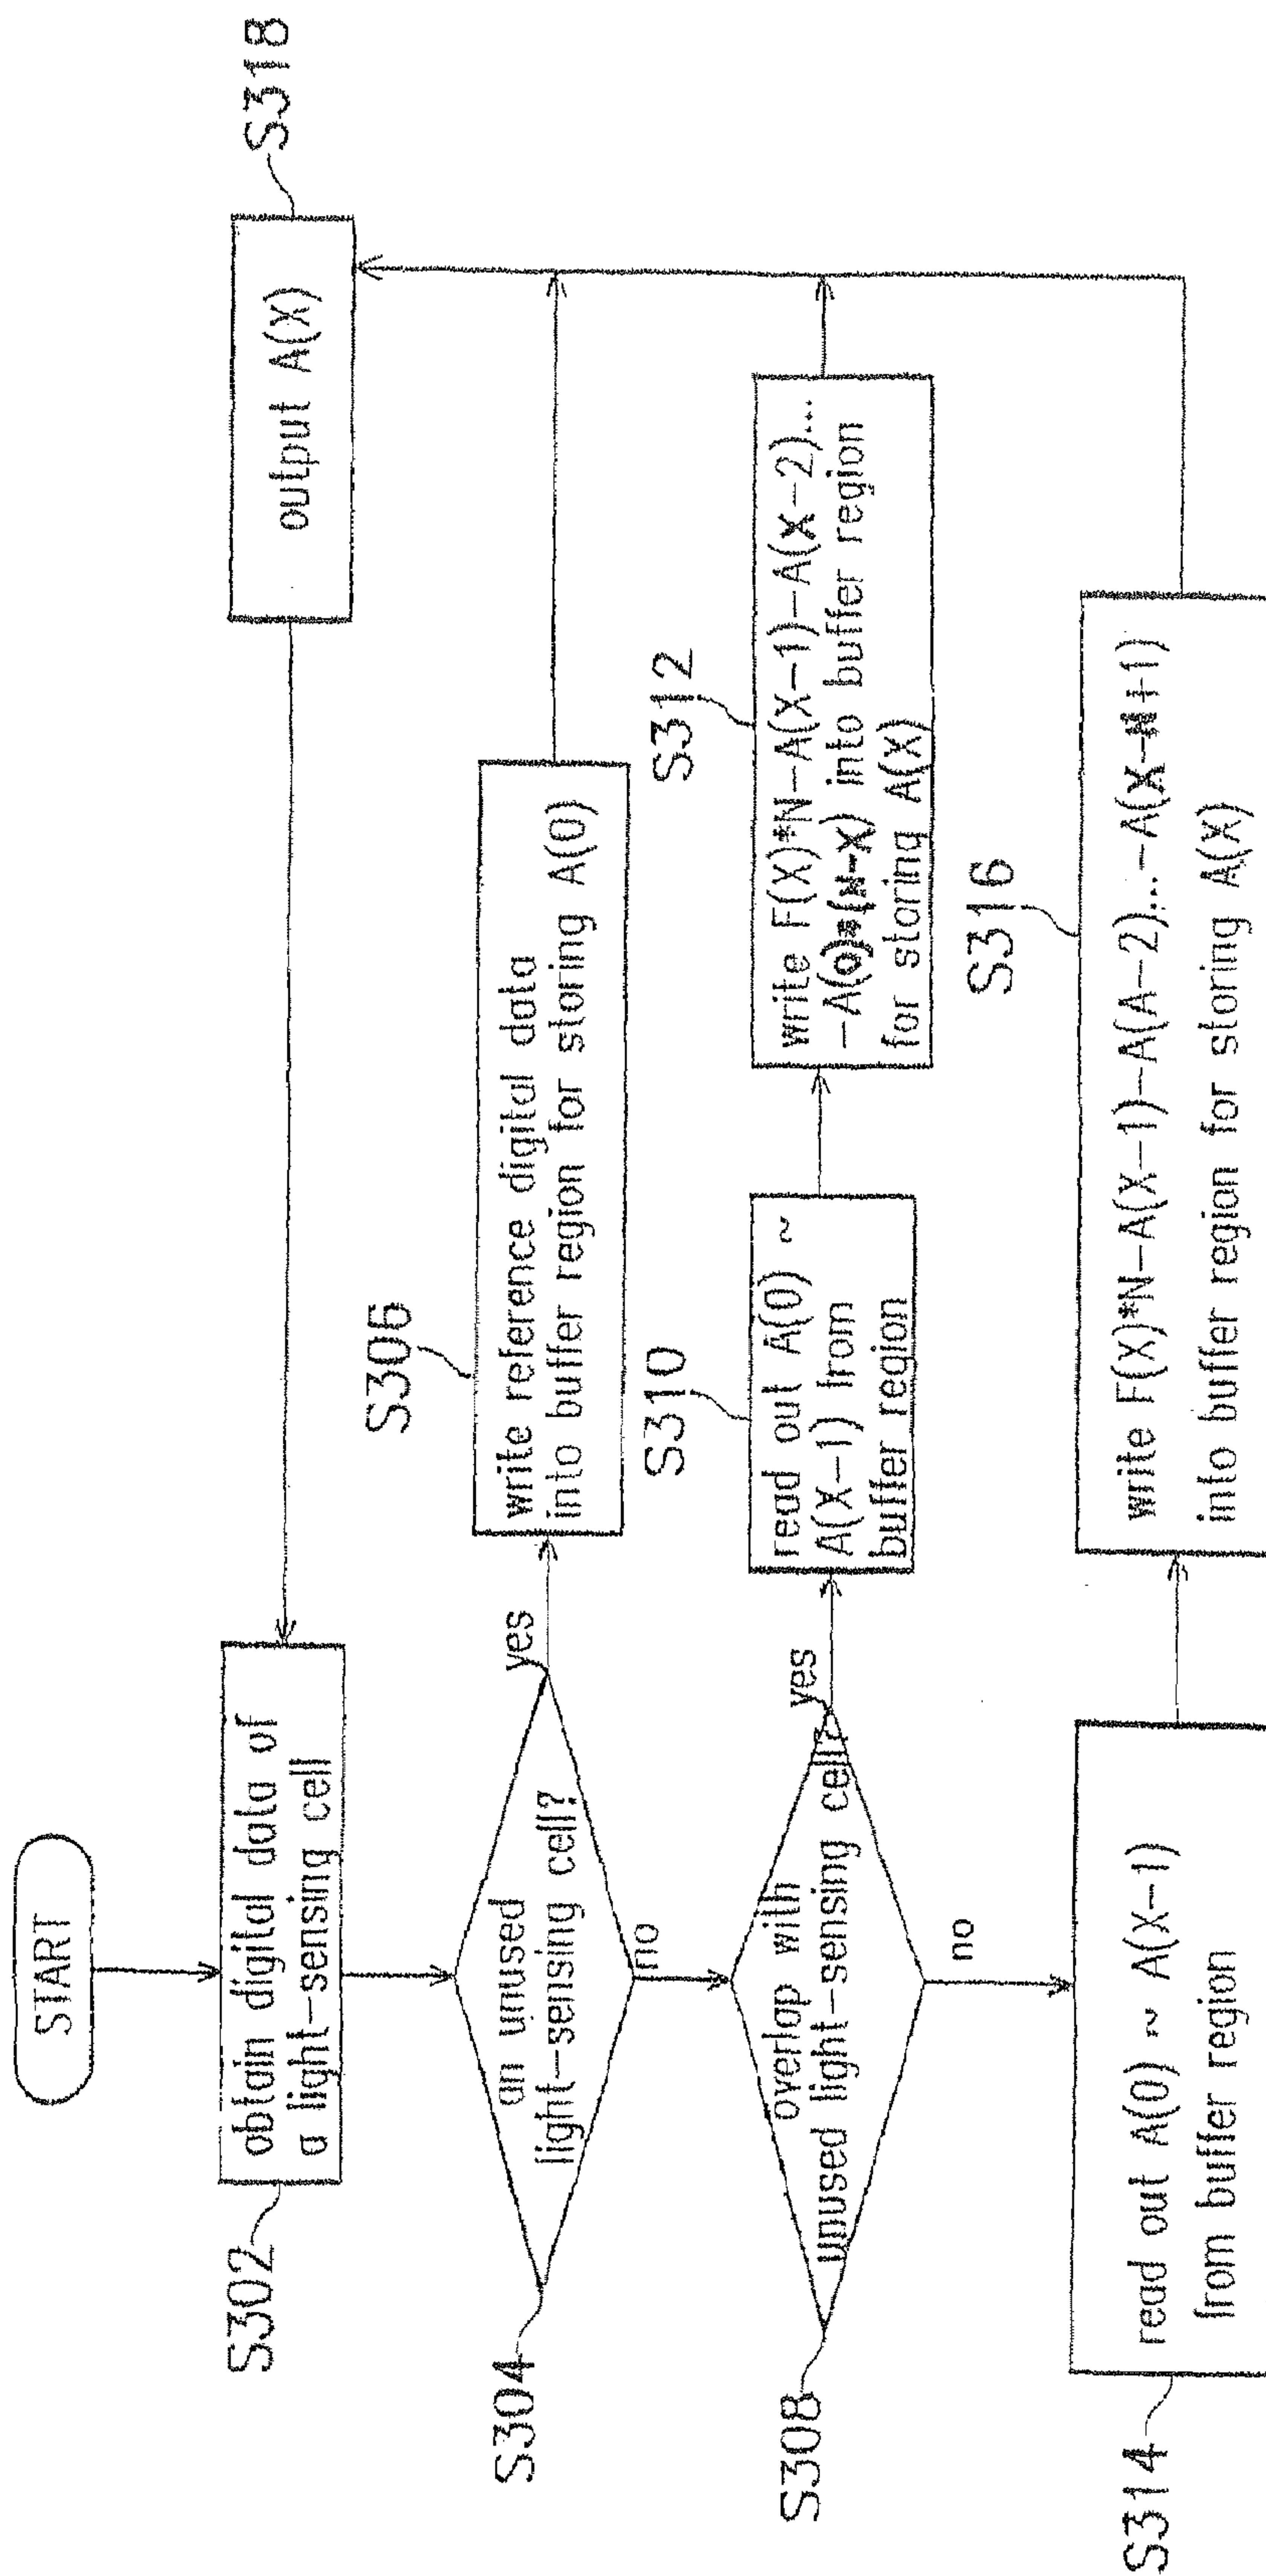 START
S302
obtain digital data of
a light-sensing cell
output A(X)
S318
S304
an unused
light-sensing cell?
yes
no
S306
write reference digital data
into buffer region for storing A(0)
S308
overlap with
unused light-sensing cell?
yes
no
S310
read out A(0) ~
A(X-1) from
buffer region
S312
write F(X)*N-A(X-1)-A(X-2)...
-A(0)*(N-X) into buffer region
for storing A(X)
S314
read out A(0) ~ A(X-1)
from buffer region
S316
write F(X)*N-A(X-1)-A(A-2)...-A(X-N+1)
into buffer region for storing A(X)